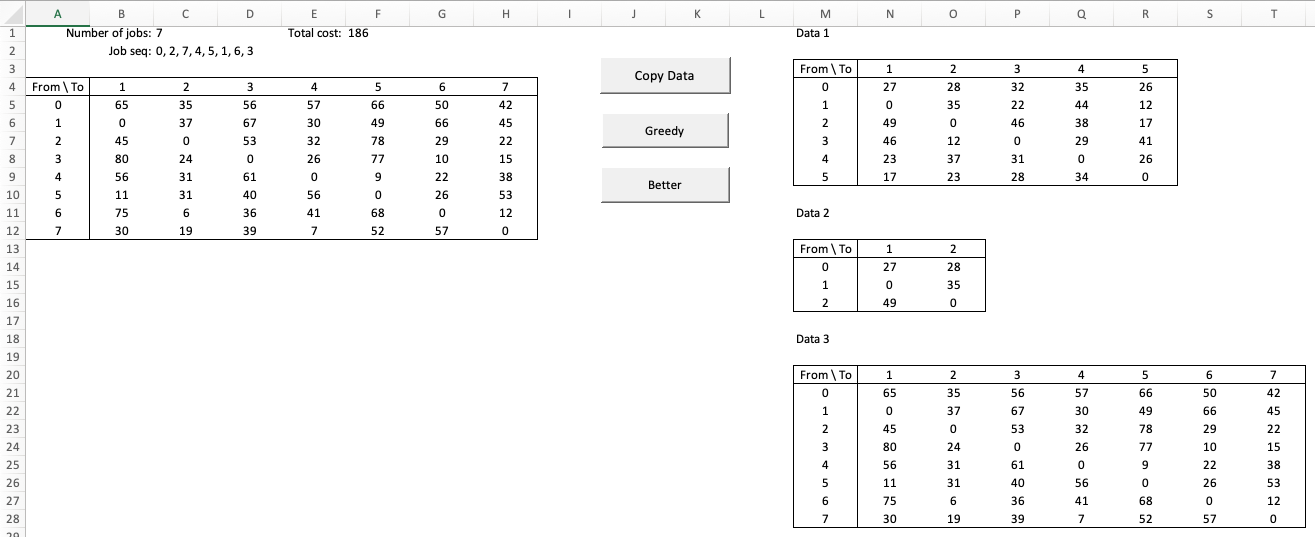 A B C D E F G H I J K L M N O P Q R S T
1 Number of jobs: 7 Total cost: 186 Data 1
2 Job seq: 0, 2, 7, 4, 5, 1, 6, 3
3 From \ To 1 2 3 4 5
4 From \ To 1 2 3 4 5 6 7 0 27 28 32 35 26
5 0 65 35 56 57 66 50 42 1 0 35 22 44 12
6 1 0 37 67 30 49 66 45 2 49 0 46 38 17
7 2 45 0 53 32 78 29 22 3 46 12 0 29 41
8 3 80 24 0 26 77 10 15 4 23 37 31 0 26
9 4 56 31 61 0 9 22 38 5 17 23 28 34 0
10 5 11 31 40 56 0 26 53
11 6 75 6 36 41 68 0 12 Data 2
12 7 30 19 39 7 52 57 0
Copy Data
Greedy
Better
13 From \ To 1 2
14 0 27 28
15 1 0 35
16 2 49 0
17
18 Data 3
19
20 From \ To 1 2 3 4 5 6 7
21 0 65 35 56 57 66 50 42
22 1 0 37 67 30 49 66 45
23 2 45 0 53 32 78 29 22
24 3 80 24 0 26 77 10 15
25 4 56 31 61 0 9 22 38
26 5 11 31 40 56 0 26 53
27 6 75 6 36 41 68 0 12
28 7 30 19 39 7 52 57 0
29